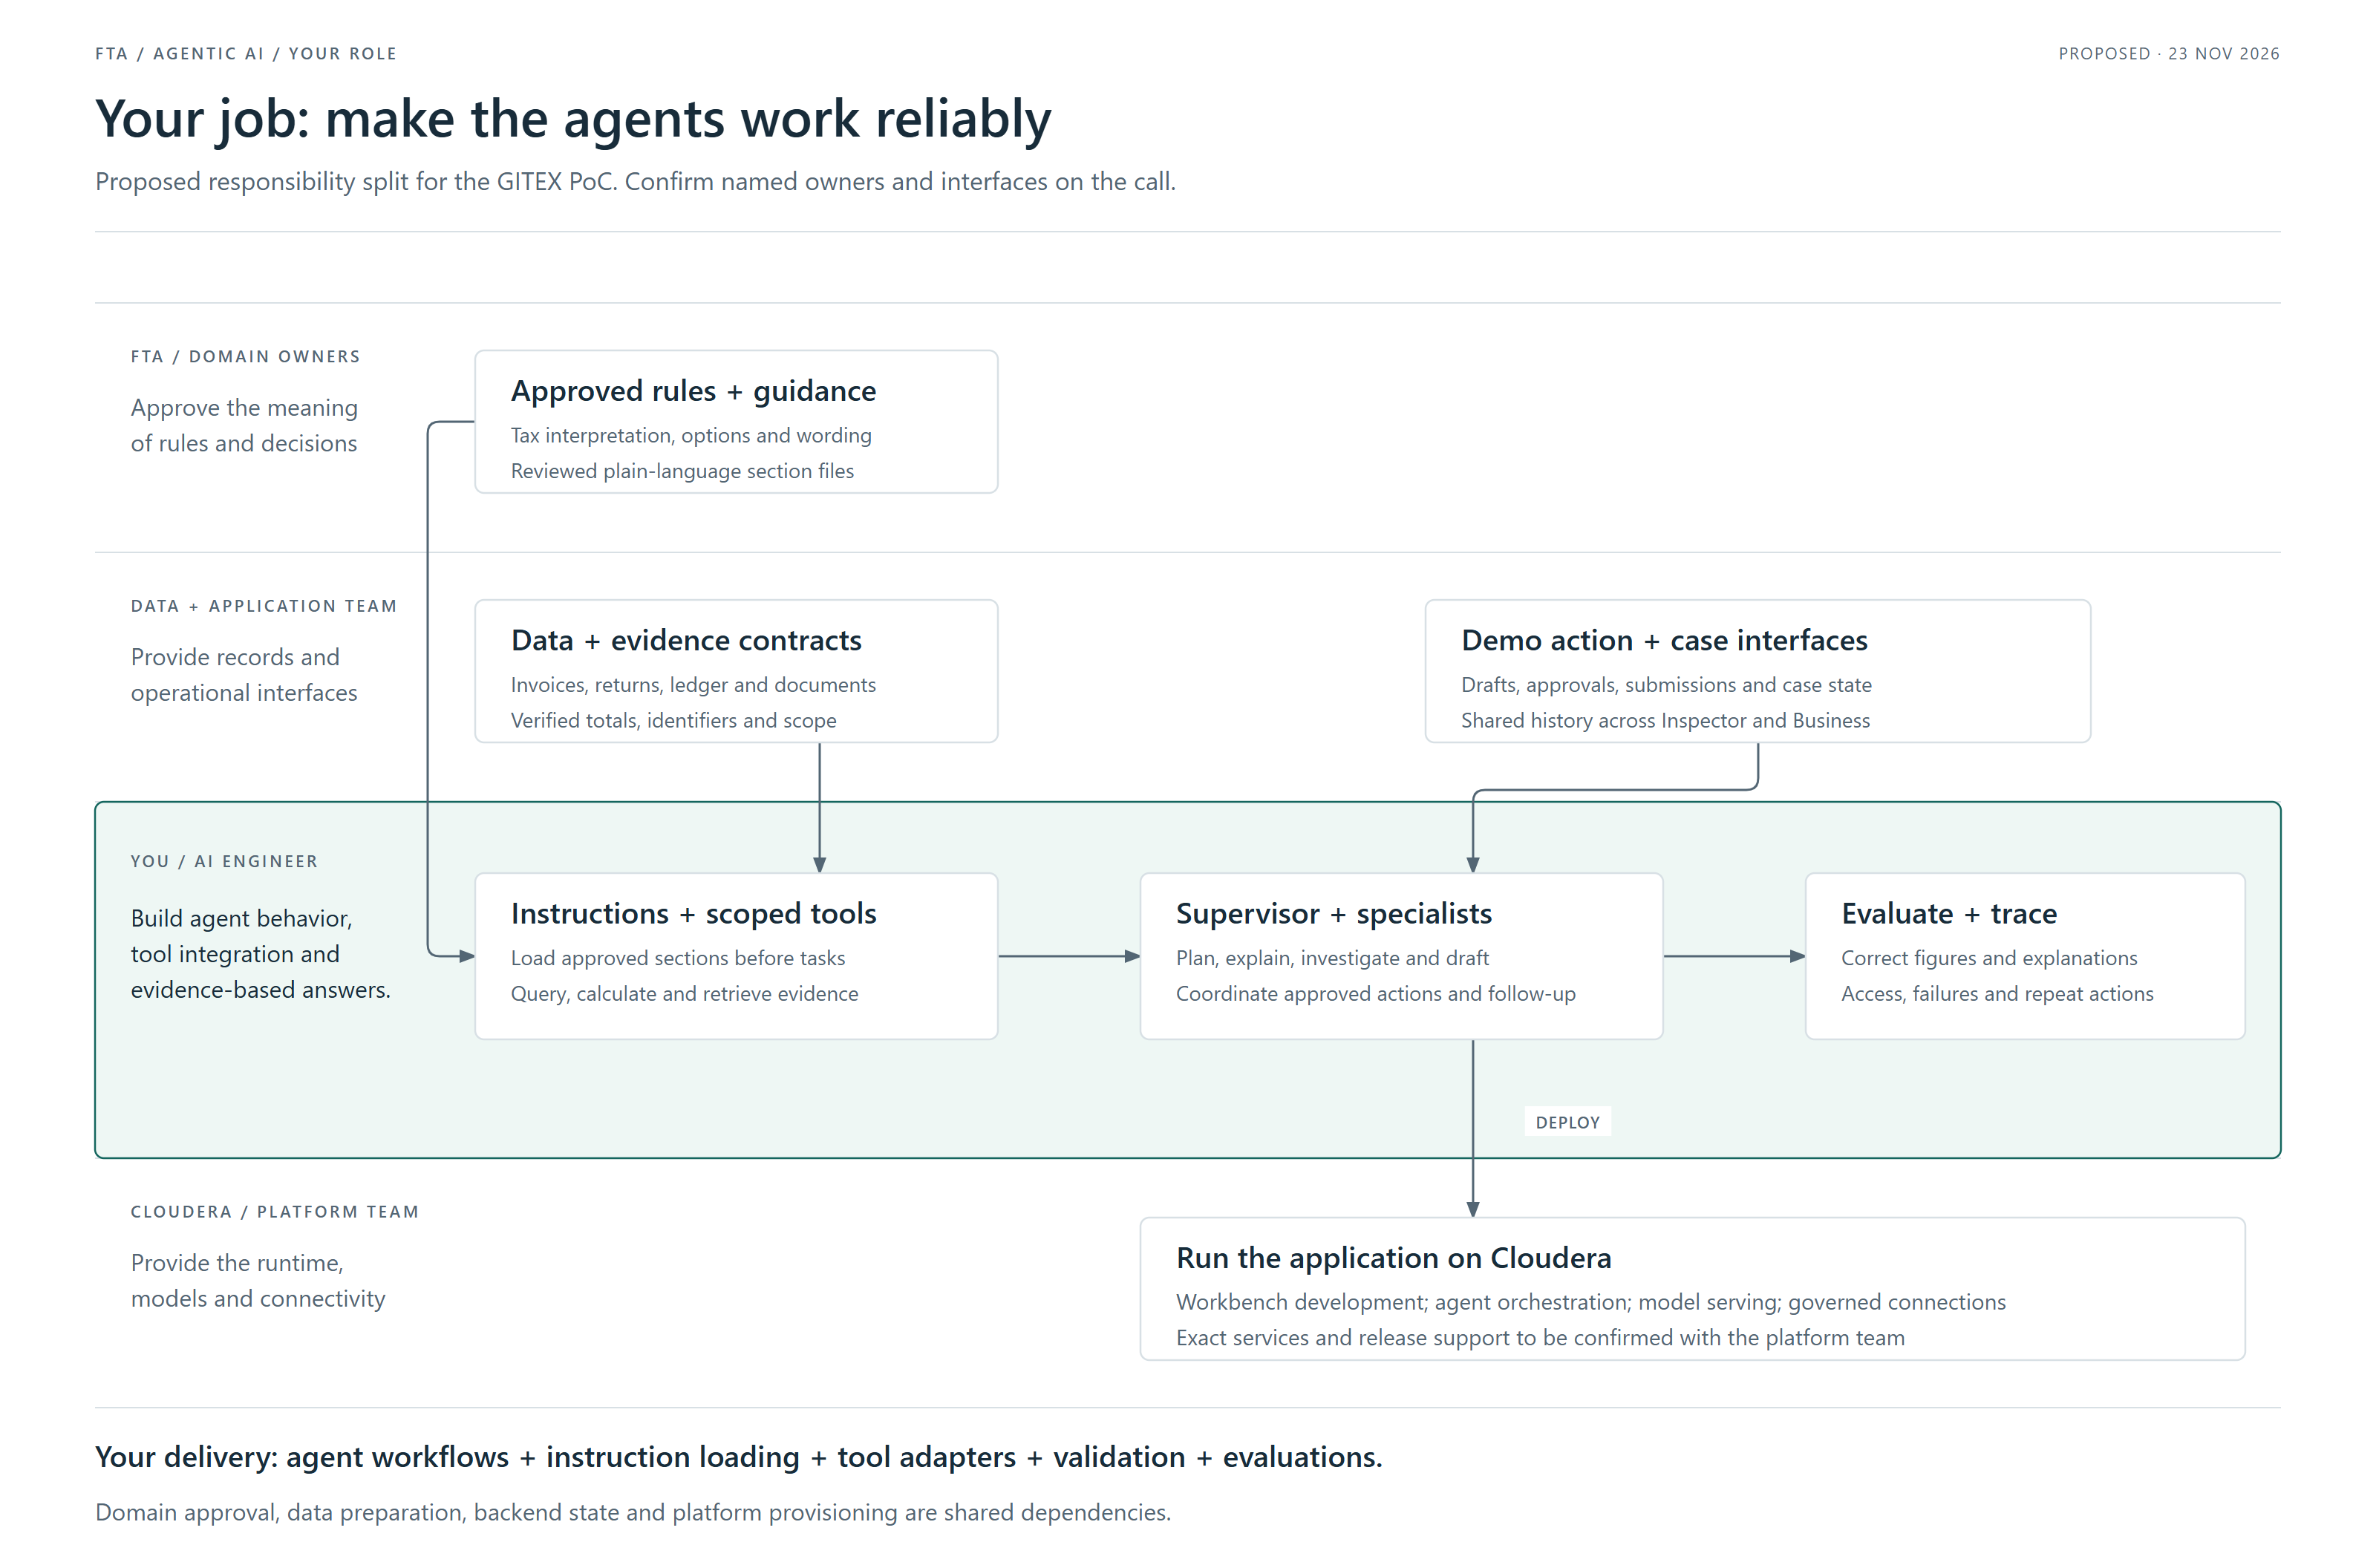 FTA / AGENTIC AI / YOUR ROLE
PROPOSED · 23 NOV 2026
Your job: make the agents work reliably
Proposed responsibility split for the GITEX PoC. Confirm named owners and interfaces on the call.
FTA / DOMAIN OWNERS
Approve the meaning
of rules and decisions
Approved rules + guidance
Tax interpretation, options and wording
Reviewed plain-language section files
DATA + APPLICATION TEAM
Provide records and
operational interfaces
Data + evidence contracts
Invoices, returns, ledger and documents
Verified totals, identifiers and scope
Demo action + case interfaces
Drafts, approvals, submissions and case state
Shared history across Inspector and Business
YOU / AI ENGINEER
Build agent behavior,
tool integration and
evidence-based answers.
Instructions + scoped tools
Load approved sections before tasks
Query, calculate and retrieve evidence
Supervisor + specialists
Plan, explain, investigate and draft
Coordinate approved actions and follow-up
Evaluate + trace
Correct figures and explanations
Access, failures and repeat actions
DEPLOY
CLOUDERA / PLATFORM TEAM
Provide the runtime,
models and connectivity
Run the application on Cloudera
Workbench development; agent orchestration; model serving; governed connections
Exact services and release support to be confirmed with the platform team
Your delivery: agent workflows + instruction loading + tool adapters + validation + evaluations.
Domain approval, data preparation, backend state and platform provisioning are shared dependencies.